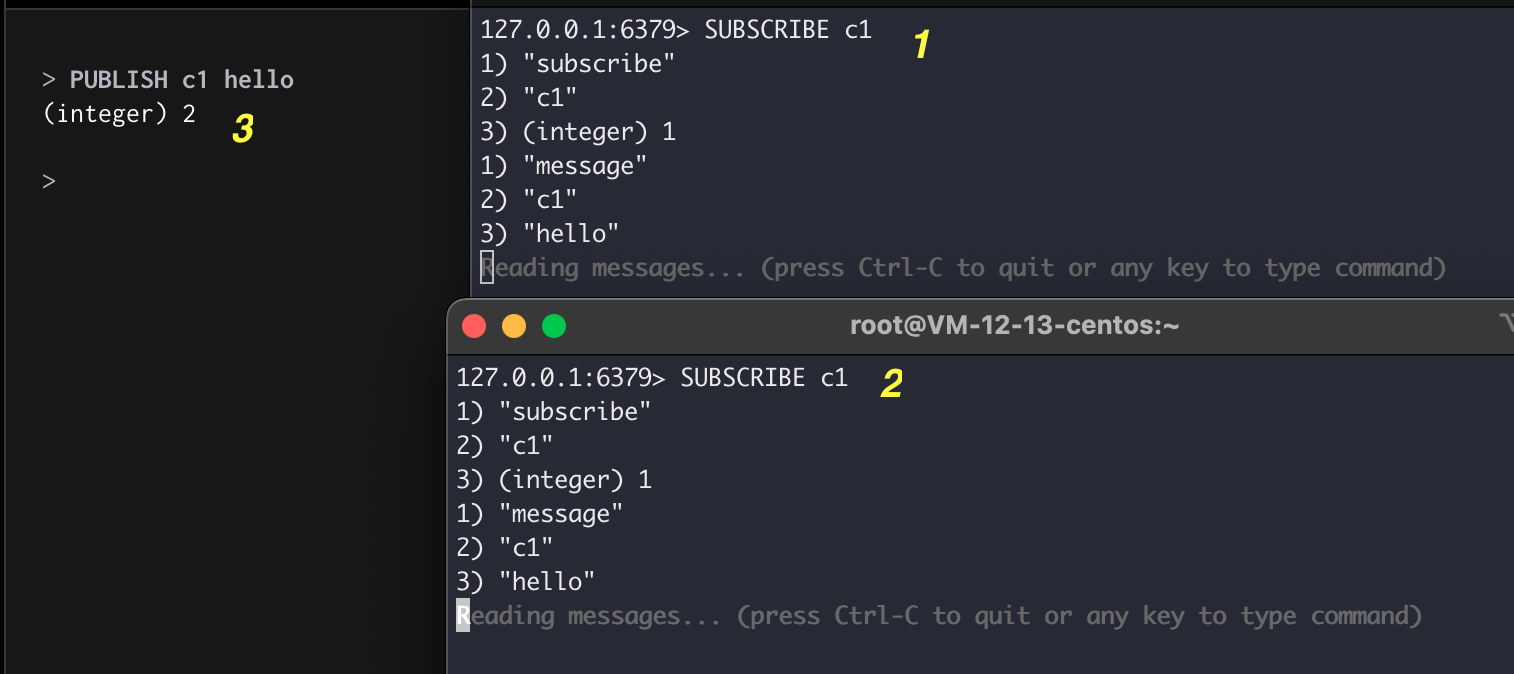 > PUBLISH c1 hello
(integer) 2
3
>
127.0.0.1:6379> SUBSCRIBE c1
1
1) "subscribe"
2) "c1"
3) (integer) 1
1) "message"
2) "c1"
3) "hello"
Reading messages... (press Ctrl-C to quit or any key to type command)
root@VM-12-13-centos:~
127.0.0.1:6379> SUBSCRIBE c1
2
1) "subscribe"
2) "c1"
3) (integer) 1
1) "message"
2) "c1"
3) "hello"
Reading messages... (press Ctrl-C to quit or any key to type command)